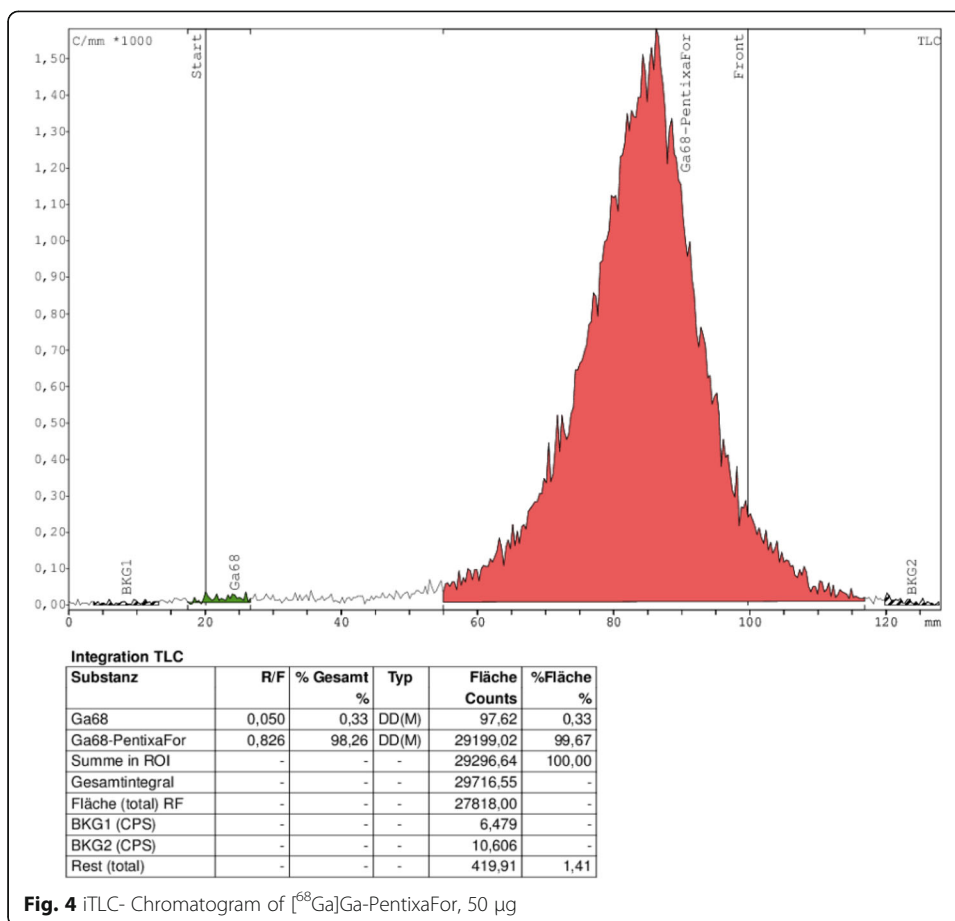 C/mm *1000
TLC
Start
Ga68-PentixaFor
Front
1,50
1,40
1,30
1,20
1,10
1,00
0,90
0,80
0,70
0,60
0,50
0,40
0,30
0,20
0,10
0,00
BKG1
Ga68
BKG2
0 20 40 60 80 100 120 mm
Integration TLC
Substanz R/F % Gesamt Typ Fläche %Fläche
% Counts %
Ga68 0,050 0,33 DD(M) 97,62 0,33
Ga68-PentixaFor 0,826 98,26 DD(M) 29199,02 99,67
Summe in ROI - - - 29296,64 100,00
Gesamtintegral - - - 29716,55 -
Fläche (total) RF - - - 27818,00 -
BKG1 (CPS) - - - 6,479 -
BKG2 (CPS) - - - 10,606 -
Rest (total) - - - 419,91 1,41
Fig. 4 iTLC- Chromatogram of [⁶⁸Ga]Ga-PentixaFor, 50 µg